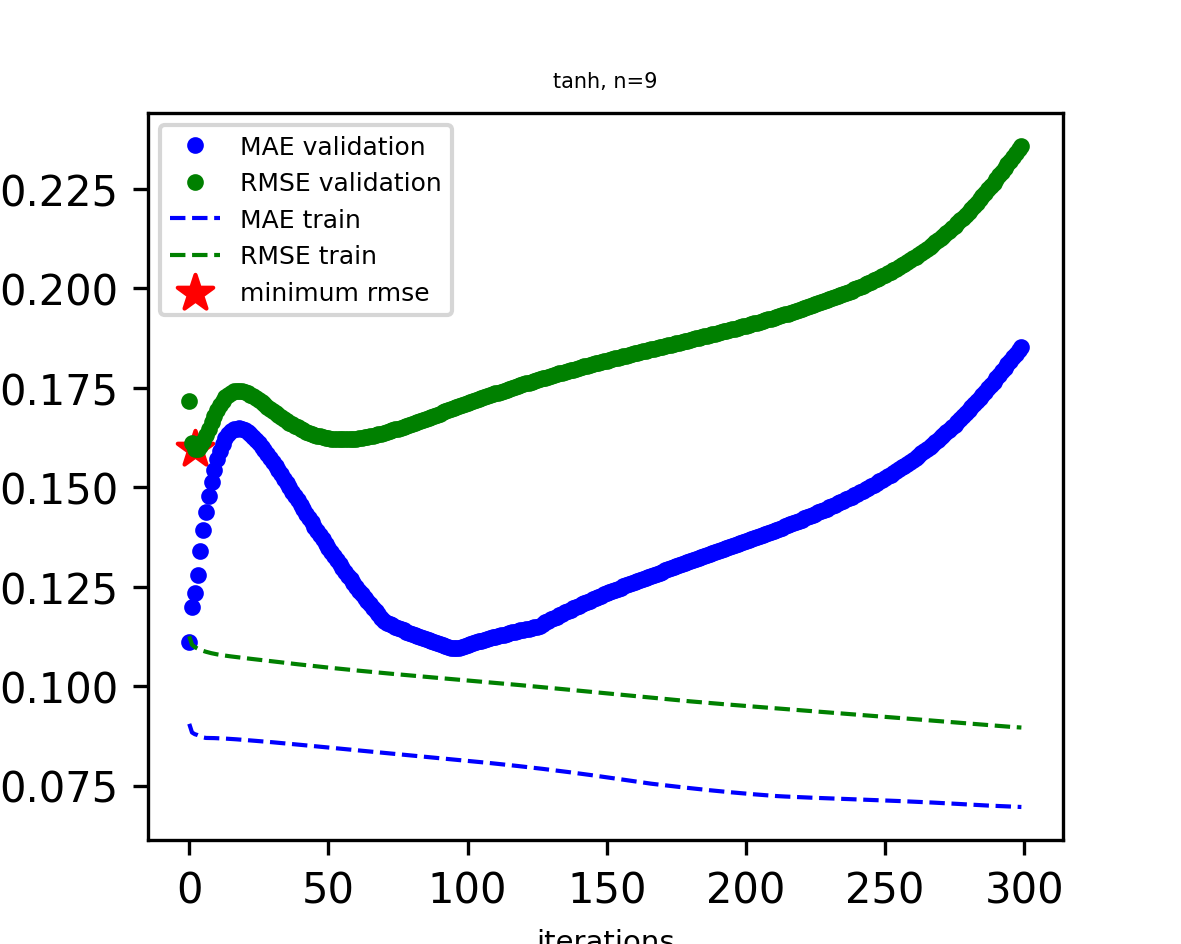 tanh, n=9
MAE validation
RMSE validation
MAE train
RMSE train
minimum rmse
0.225
0.200
0.175
0.150
0.125
0.100
0.075
0 50 100 150 200 250 300
iterations